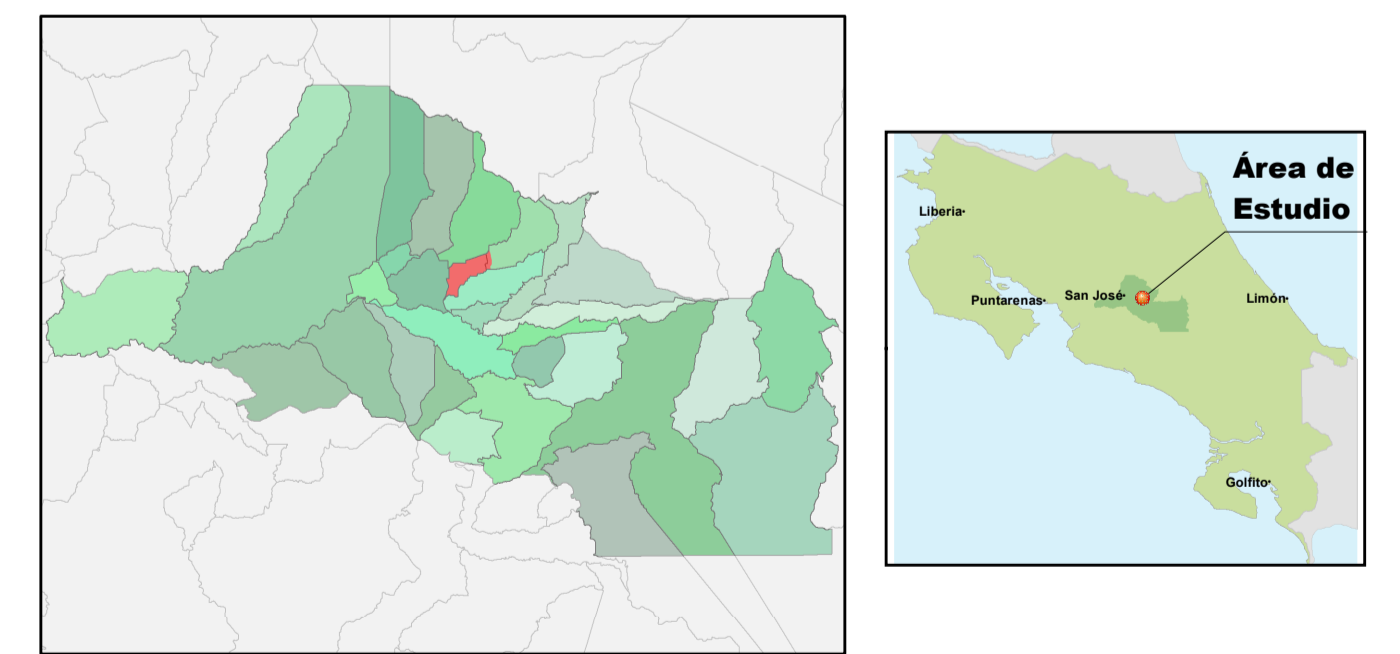 Área de
Estudio
Liberia
San José
Puntarenas
Limón
Golfito